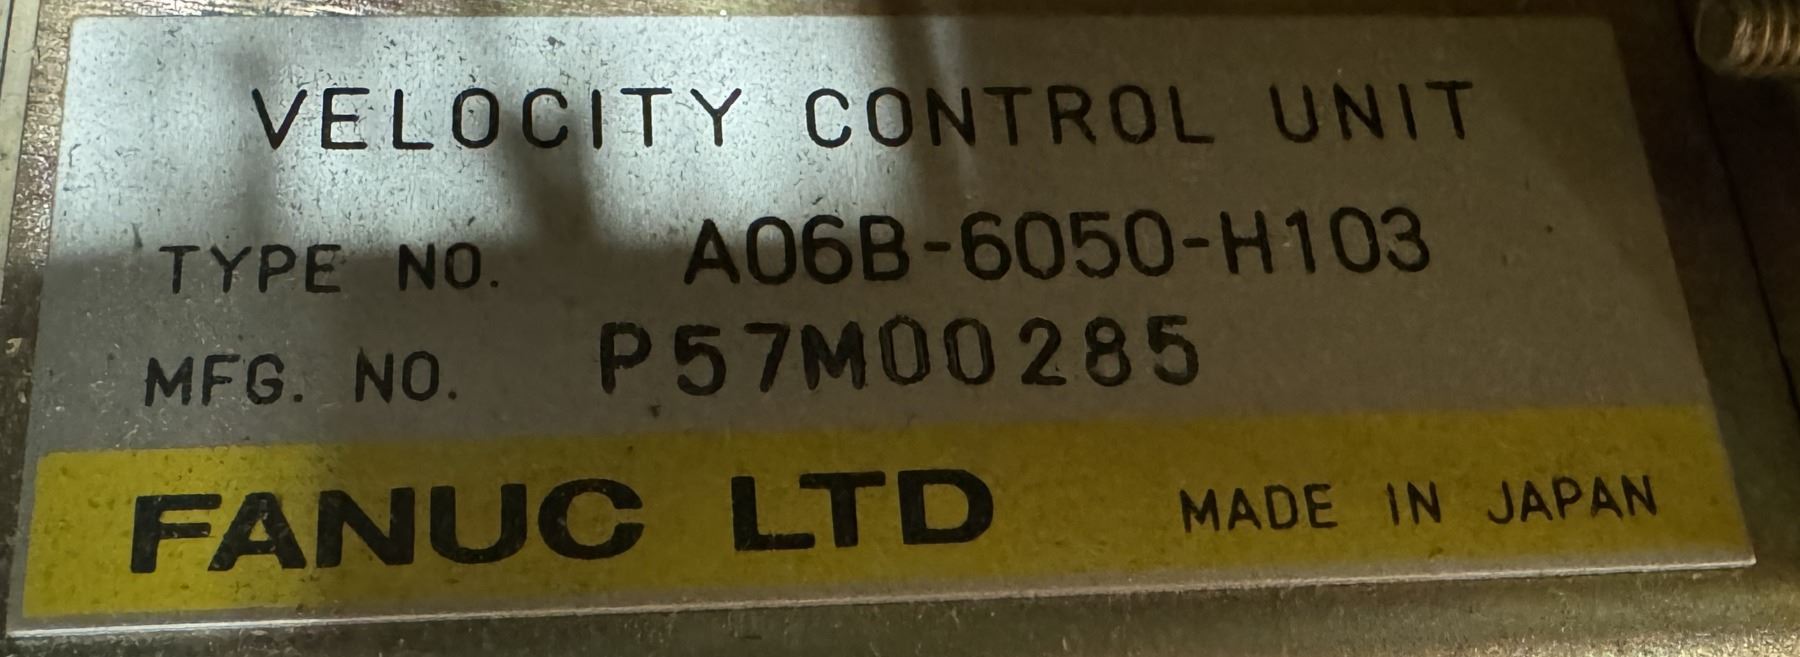 VELOCITY CONTROL UNIT
TYPE NO. A06B-6050-H103
MFG. NO. P57M00285
FANUC LTD MADE IN JAPAN